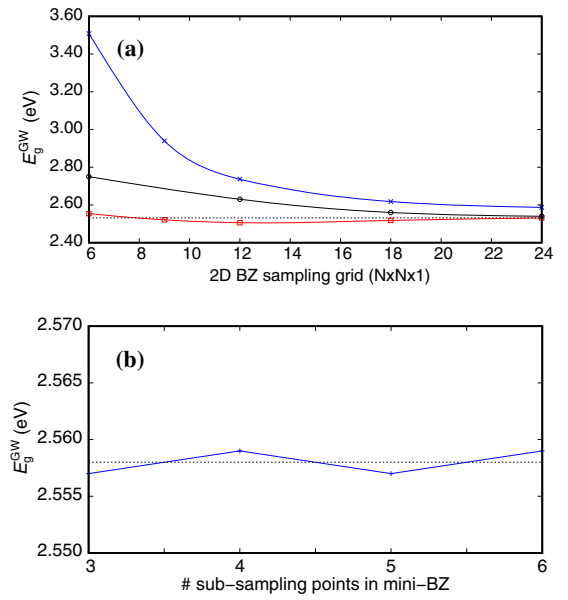 (a)
3.60
3.40
3.20
3.00
2.80
2.60
2.40
E_g^GW (eV)
6 8 10 12 14 16 18 20 22 24
2D BZ sampling grid (NxNx1)
(b)
2.570
2.565
2.560
2.555
2.550
E_g^GW (eV)
3 4 5 6
# sub−sampling points in mini−BZ